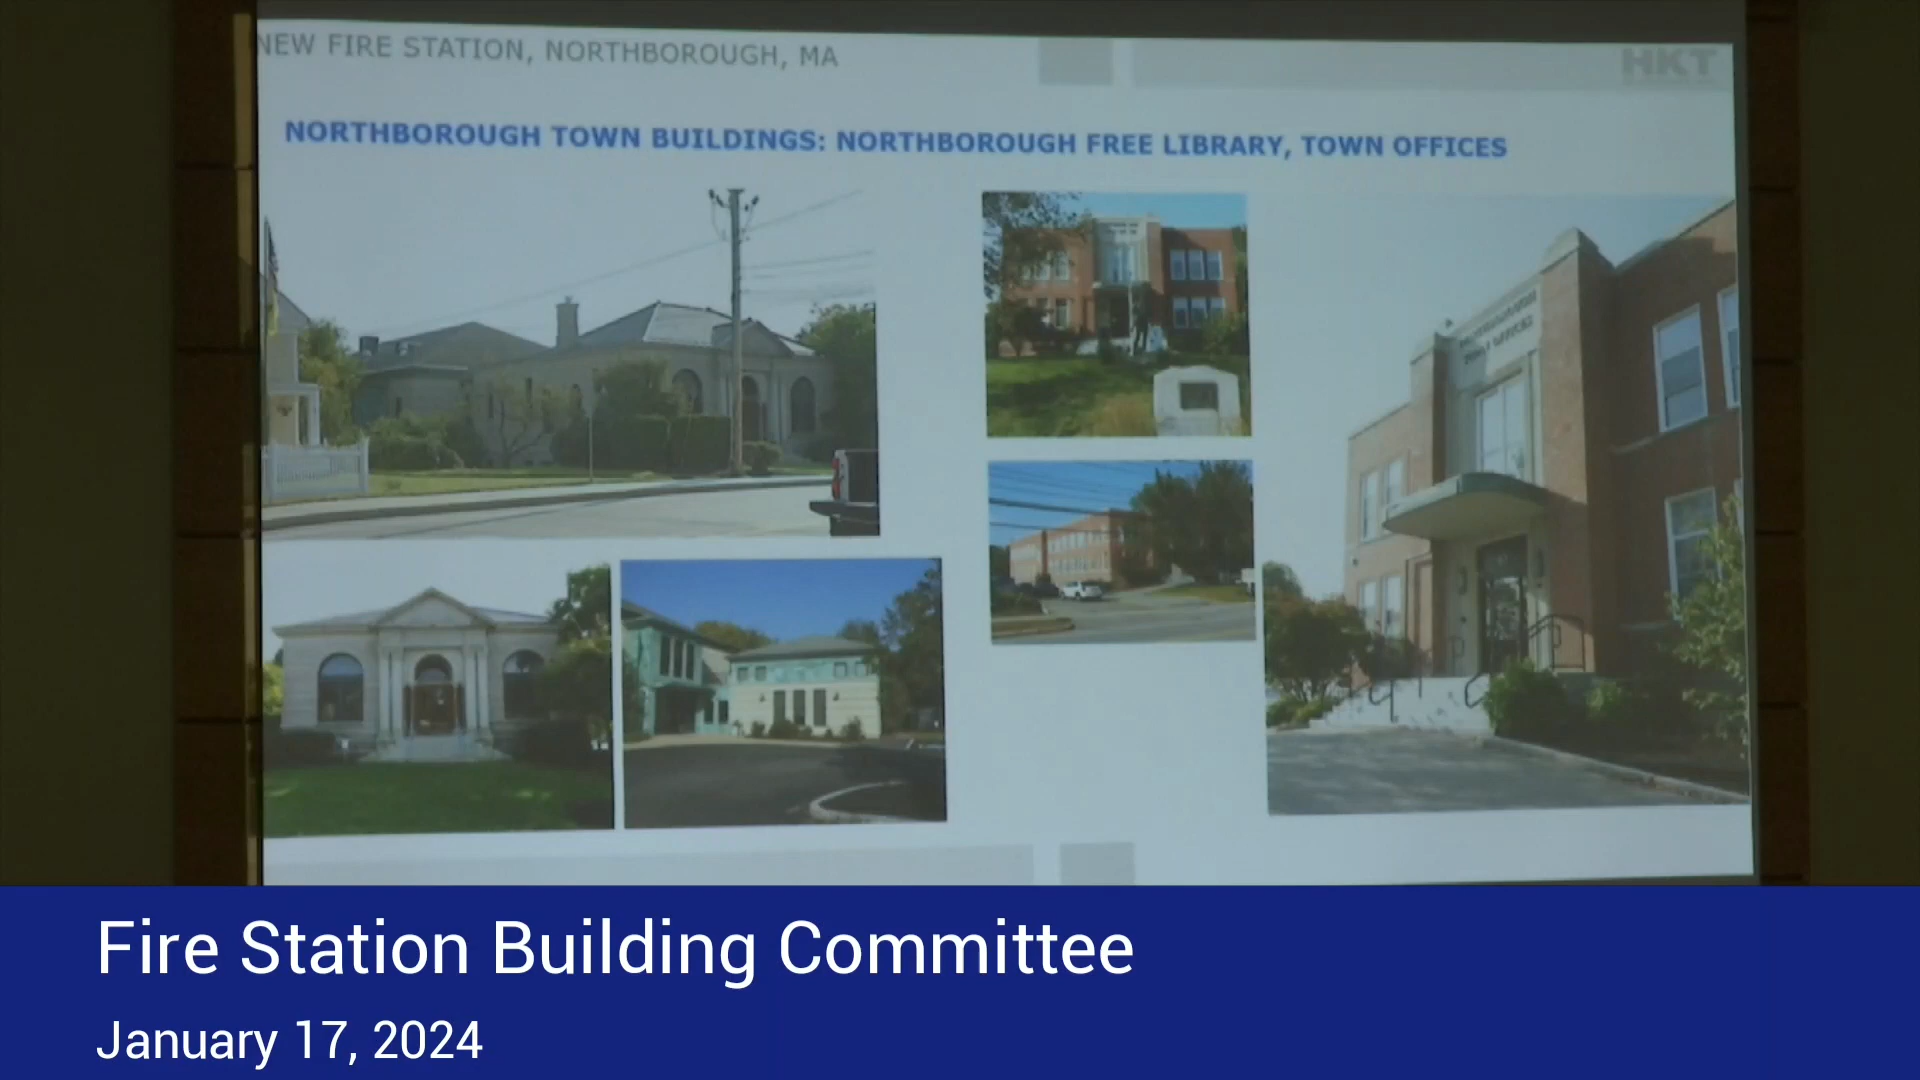 NEW FIRE STATION, NORTHBOROUGH, MA
HKT
NORTHBOROUGH TOWN BUILDINGS: NORTHBOROUGH FREE LIBRARY, TOWN OFFICES
Fire Station Building Committee
January 17, 2024